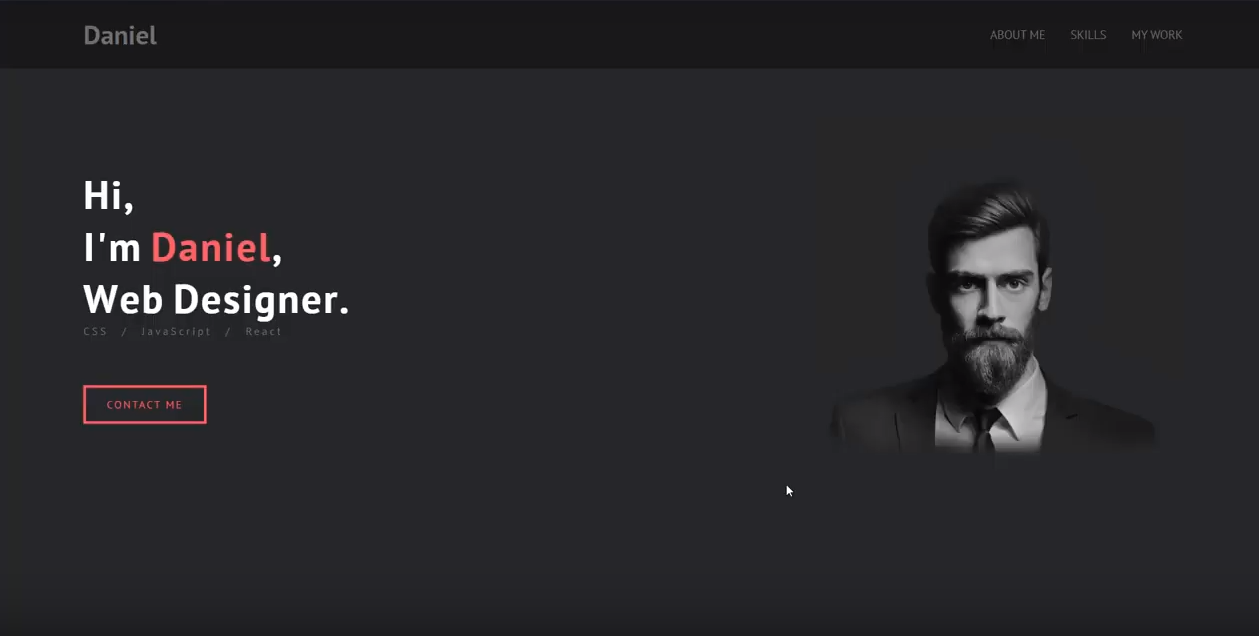 Daniel
ABOUT ME SKILLS MY WORK
Hi,
I'm Daniel,
Web Designer.
CSS / JavaScript / React
CONTACT ME